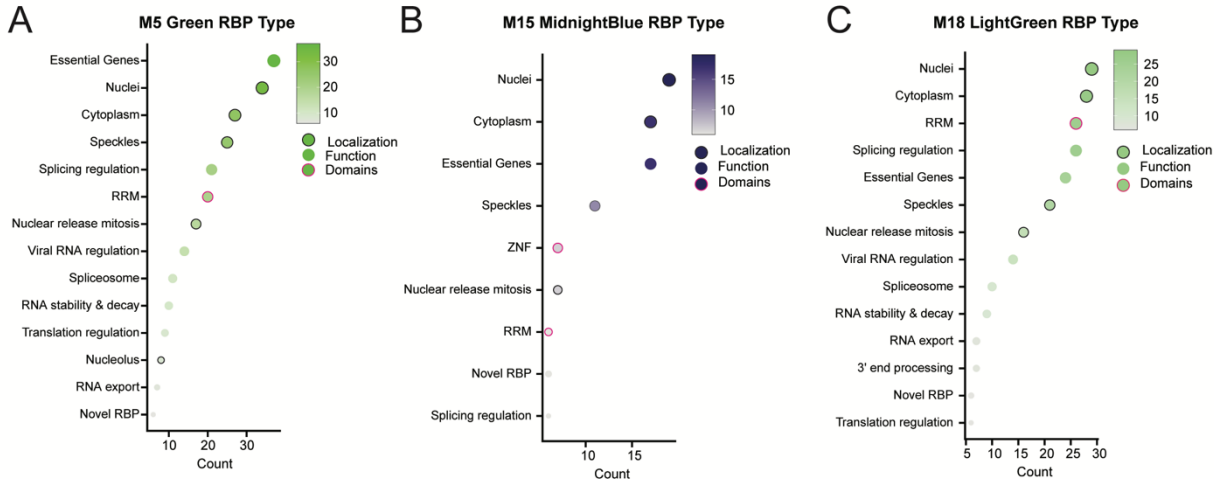 A
M5 Green RBP Type
Essential Genes
Nuclei
Cytoplasm
Speckles
Splicing regulation
RRM
Nuclear release mitosis
Viral RNA regulation
Spliceosome
RNA stability & decay
Translation regulation
Nucleolus
RNA export
Novel RBP
10 20 30
Count
30
20
10
Localization
Function
Domains
B
M15 MidnightBlue RBP Type
Nuclei
Cytoplasm
Essential Genes
Speckles
ZNF
Nuclear release mitosis
RRM
Novel RBP
Splicing regulation
10 15
Count
15
10
Localization
Function
Domains
C
M18 LightGreen RBP Type
Nuclei
Cytoplasm
RRM
Splicing regulation
Essential Genes
Speckles
Nuclear release mitosis
Viral RNA regulation
Spliceosome
RNA stability & decay
RNA export
3' end processing
Novel RBP
Translation regulation
5 10 15 20 25 30
Count
25
20
15
10
Localization
Function
Domains